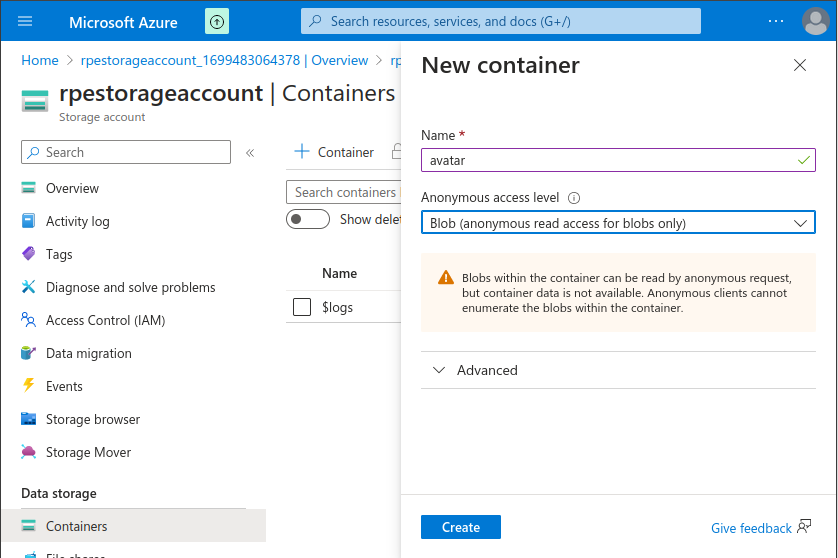 Microsoft Azure
Search resources, services, and docs (G+/)
Home > rpestorageaccount_1699483064378 | Overview >
rpestorageaccount | Containers
Storage account
Search
Overview
Activity log
Tags
Diagnose and solve problems
Access Control (IAM)
Data migration
Events
Storage browser
Storage Mover
Data storage
Containers
Container
Search containers
Show
Name
$logs
New container
Name *
avatar
Anonymous access level
Blob (anonymous read access for blobs only)
Blobs within the container can be read by anonymous request,
but container data is not available. Anonymous clients cannot
enumerate the blobs within the container.
Advanced
Create
Give feedback